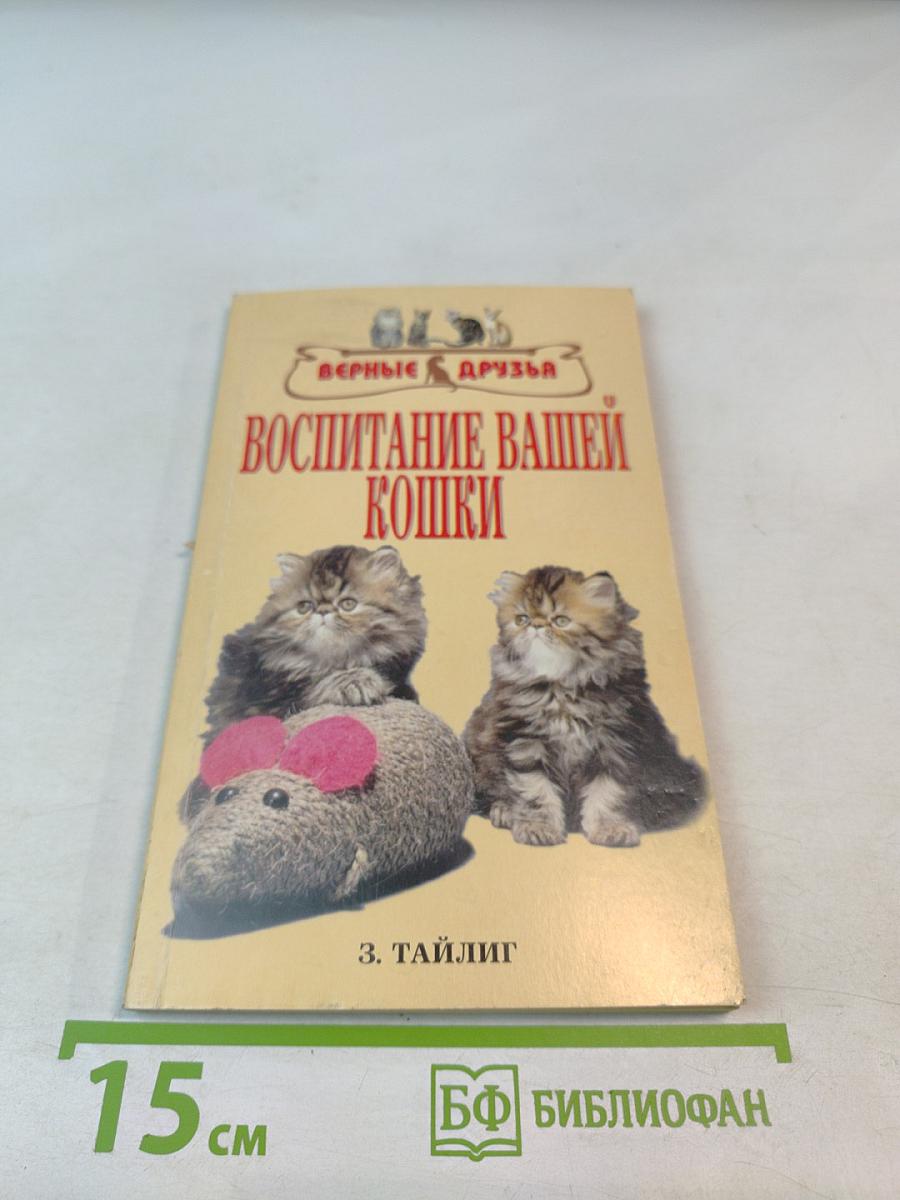 ВЕРНЫЕ ДРУЗЬЯ
ВОСПИТАНИЕ ВАШЕЙ
КОШКИ
З. ТАЙЛИГ
15 СМ
БФ БИБЛИОФАН